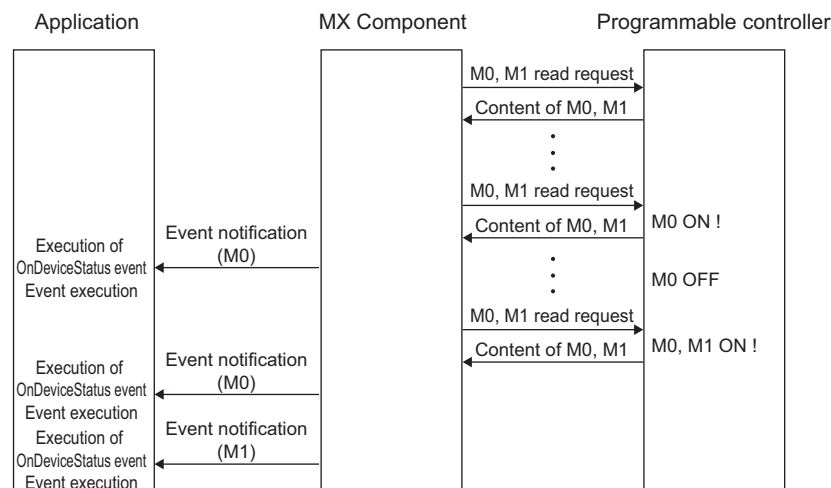 Application
MX Component
Programmable controller
M0, M1 read request
Content of M0, M1
M0, M1 read request
Content of M0, M1
M0 ON !
Event notification
(M0)
Execution of
OnDeviceStatus event
Event execution
M0 OFF
M0, M1 read request
Content of M0, M1
M0, M1 ON !
Event notification
(M0)
Execution of
OnDeviceStatus event
Event execution
Event notification
(M1)
Execution of
OnDeviceStatus event
Event execution